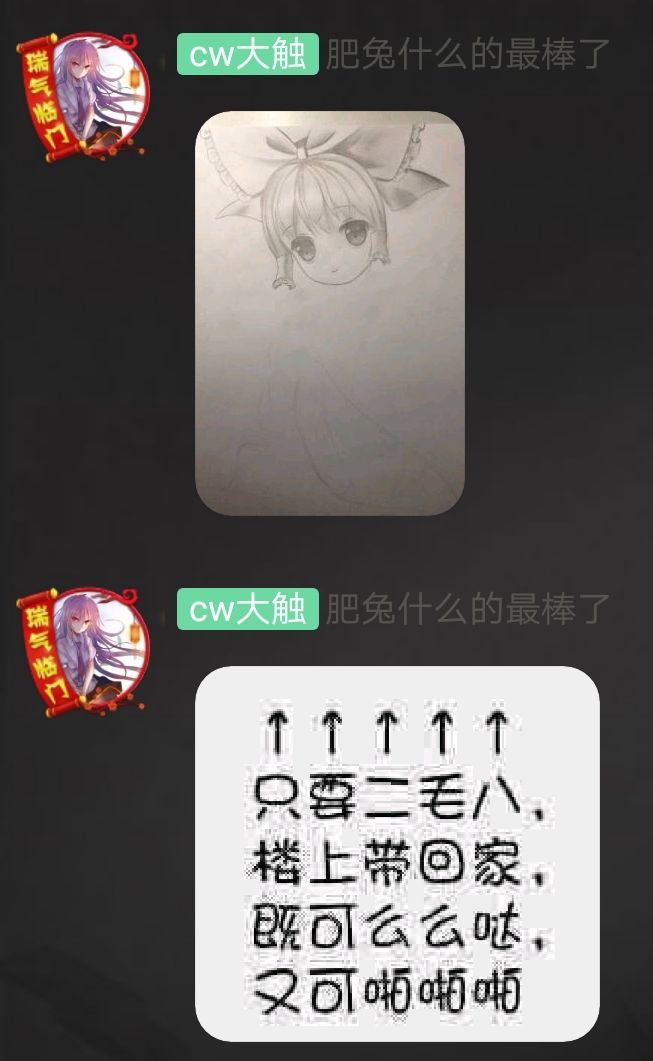 瑞气临门
cw大触 肥兔什么的最棒了
瑞气临门
cw大触 肥兔什么的最棒了
↑↑↑↑↑
只要二毛八，
楼上带回家，
既可么么哒，
又可啪啪啪